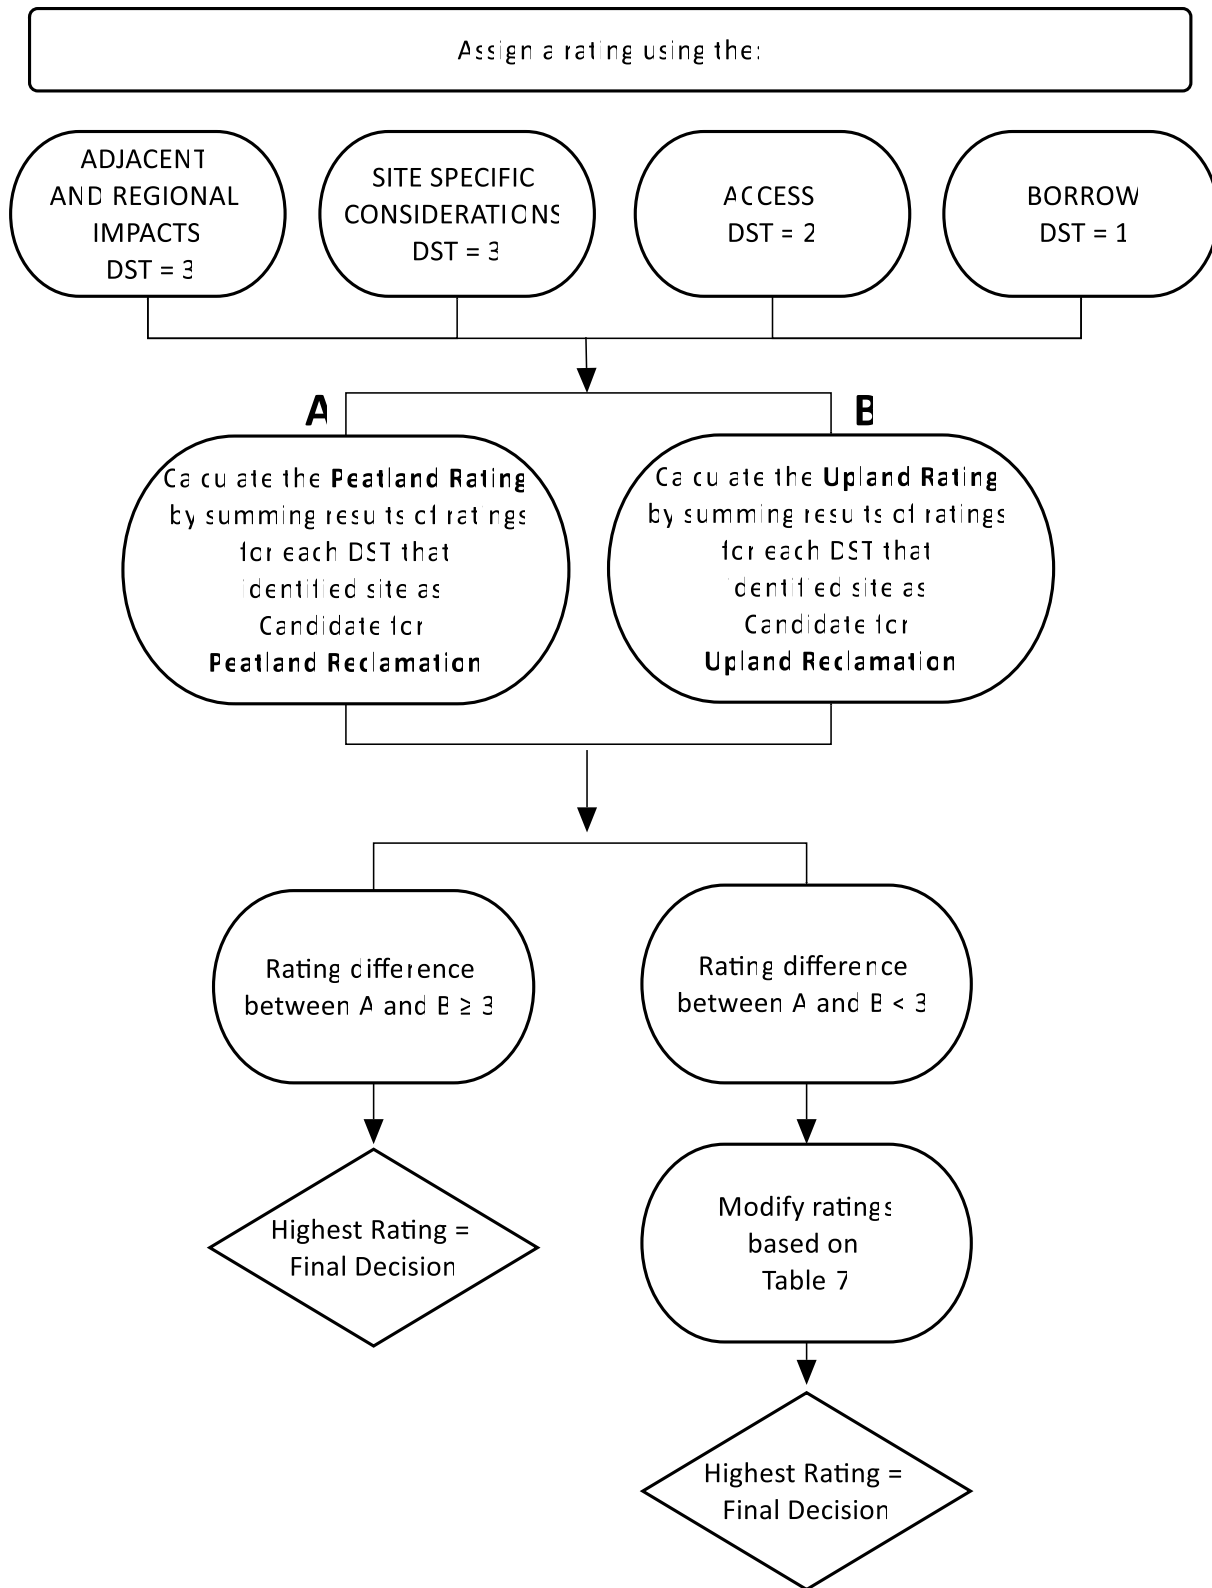 Assign a rating using the:
ADJACENT
AND REGIONAL
IMPACTS
DST = 3
SITE SPECIFIC
CONSIDERATIONS
DST = 3
ACCESS
DST = 2
BORROW
DST = 1
A
Calculate the Peatland Rating
by summing results of ratings
for each DST that
identified site as
Candidate for
Peatland Reclamation
B
Calculate the Upland Rating
by summing results of ratings
for each DST that
identified site as
Candidate for
Upland Reclamation
Rating difference
between A and B ≥ 3
Rating difference
between A and B < 3
Highest Rating =
Final Decision
Modify ratings
based on
Table 7
Highest Rating =
Final Decision